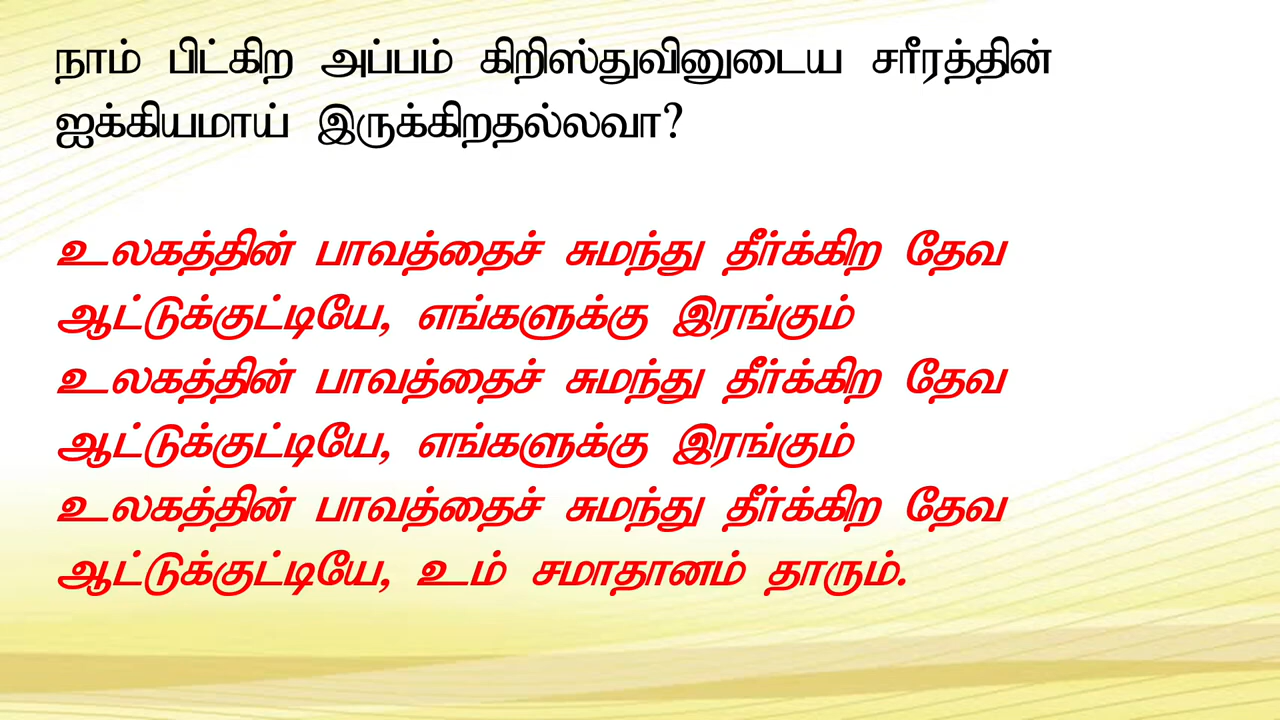 நாம் பிட்கிற அப்பம் கிறிஸ்துவினுடைய சரீரத்தின்
ஐக்கியமாய் இருக்கிறதல்லவா?
உலகத்தின் பாவத்தைச் சுமந்து தீர்க்கிற தேவ
ஆட்டுக்குட்டியே, எங்களுக்கு இரங்கும்
உலகத்தின் பாவத்தைச் சுமந்து தீர்க்கிற தேவ
ஆட்டுக்குட்டியே, எங்களுக்கு இரங்கும்
உலகத்தின் பாவத்தைச் சுமந்து தீர்க்கிற தேவ
ஆட்டுக்குட்டியே, உம் சமாதானம் தாரும்.